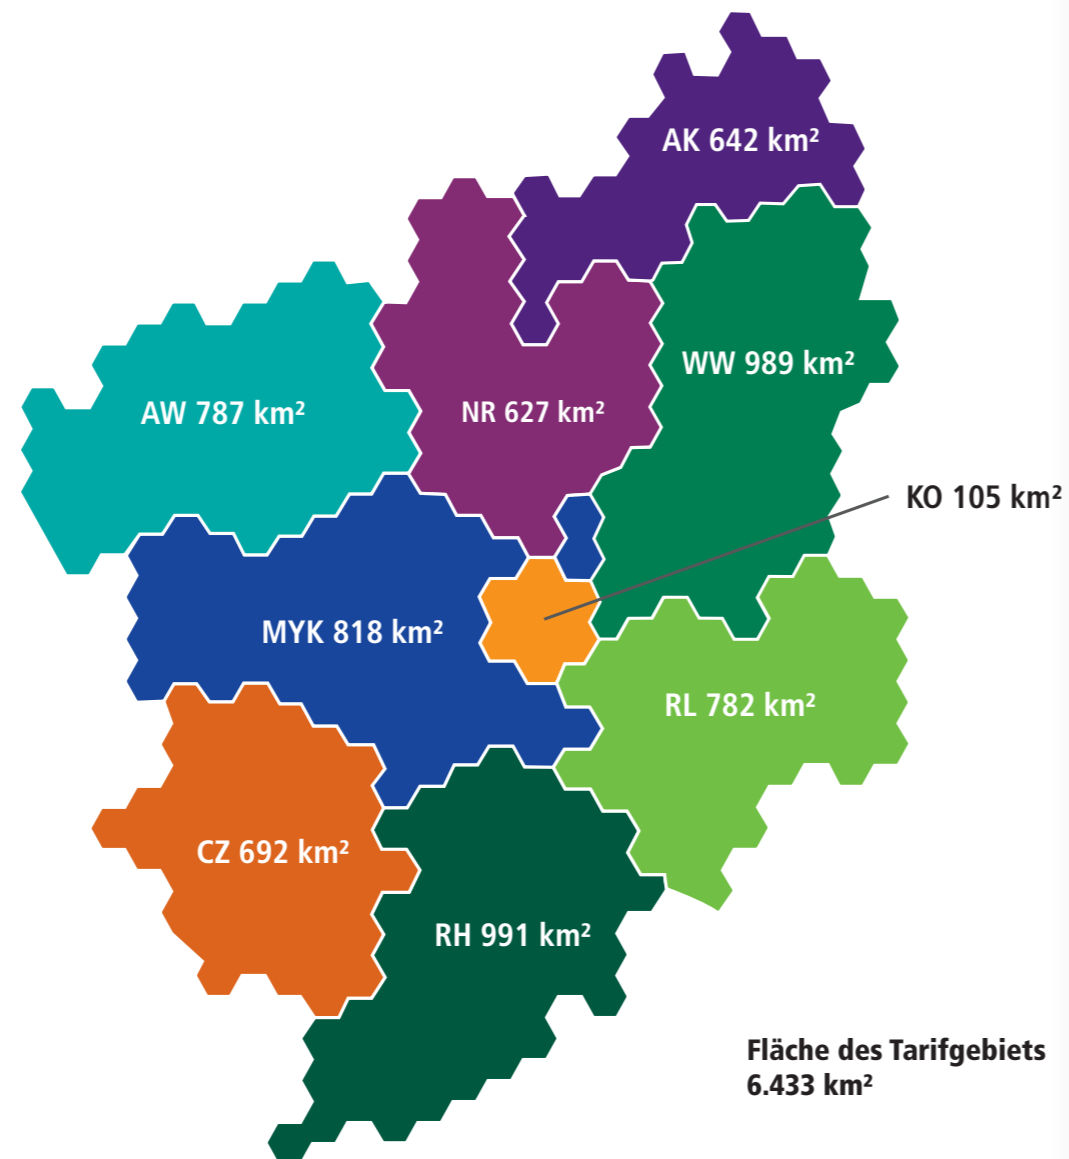 AK 642 km²
WW 989 km²
AW 787 km²
NR 627 km²
KO 105 km²
MYK 818 km²
RL 782 km²
CZ 692 km²
RH 991 km²
Fläche des Tarifgebiets
6.433 km²